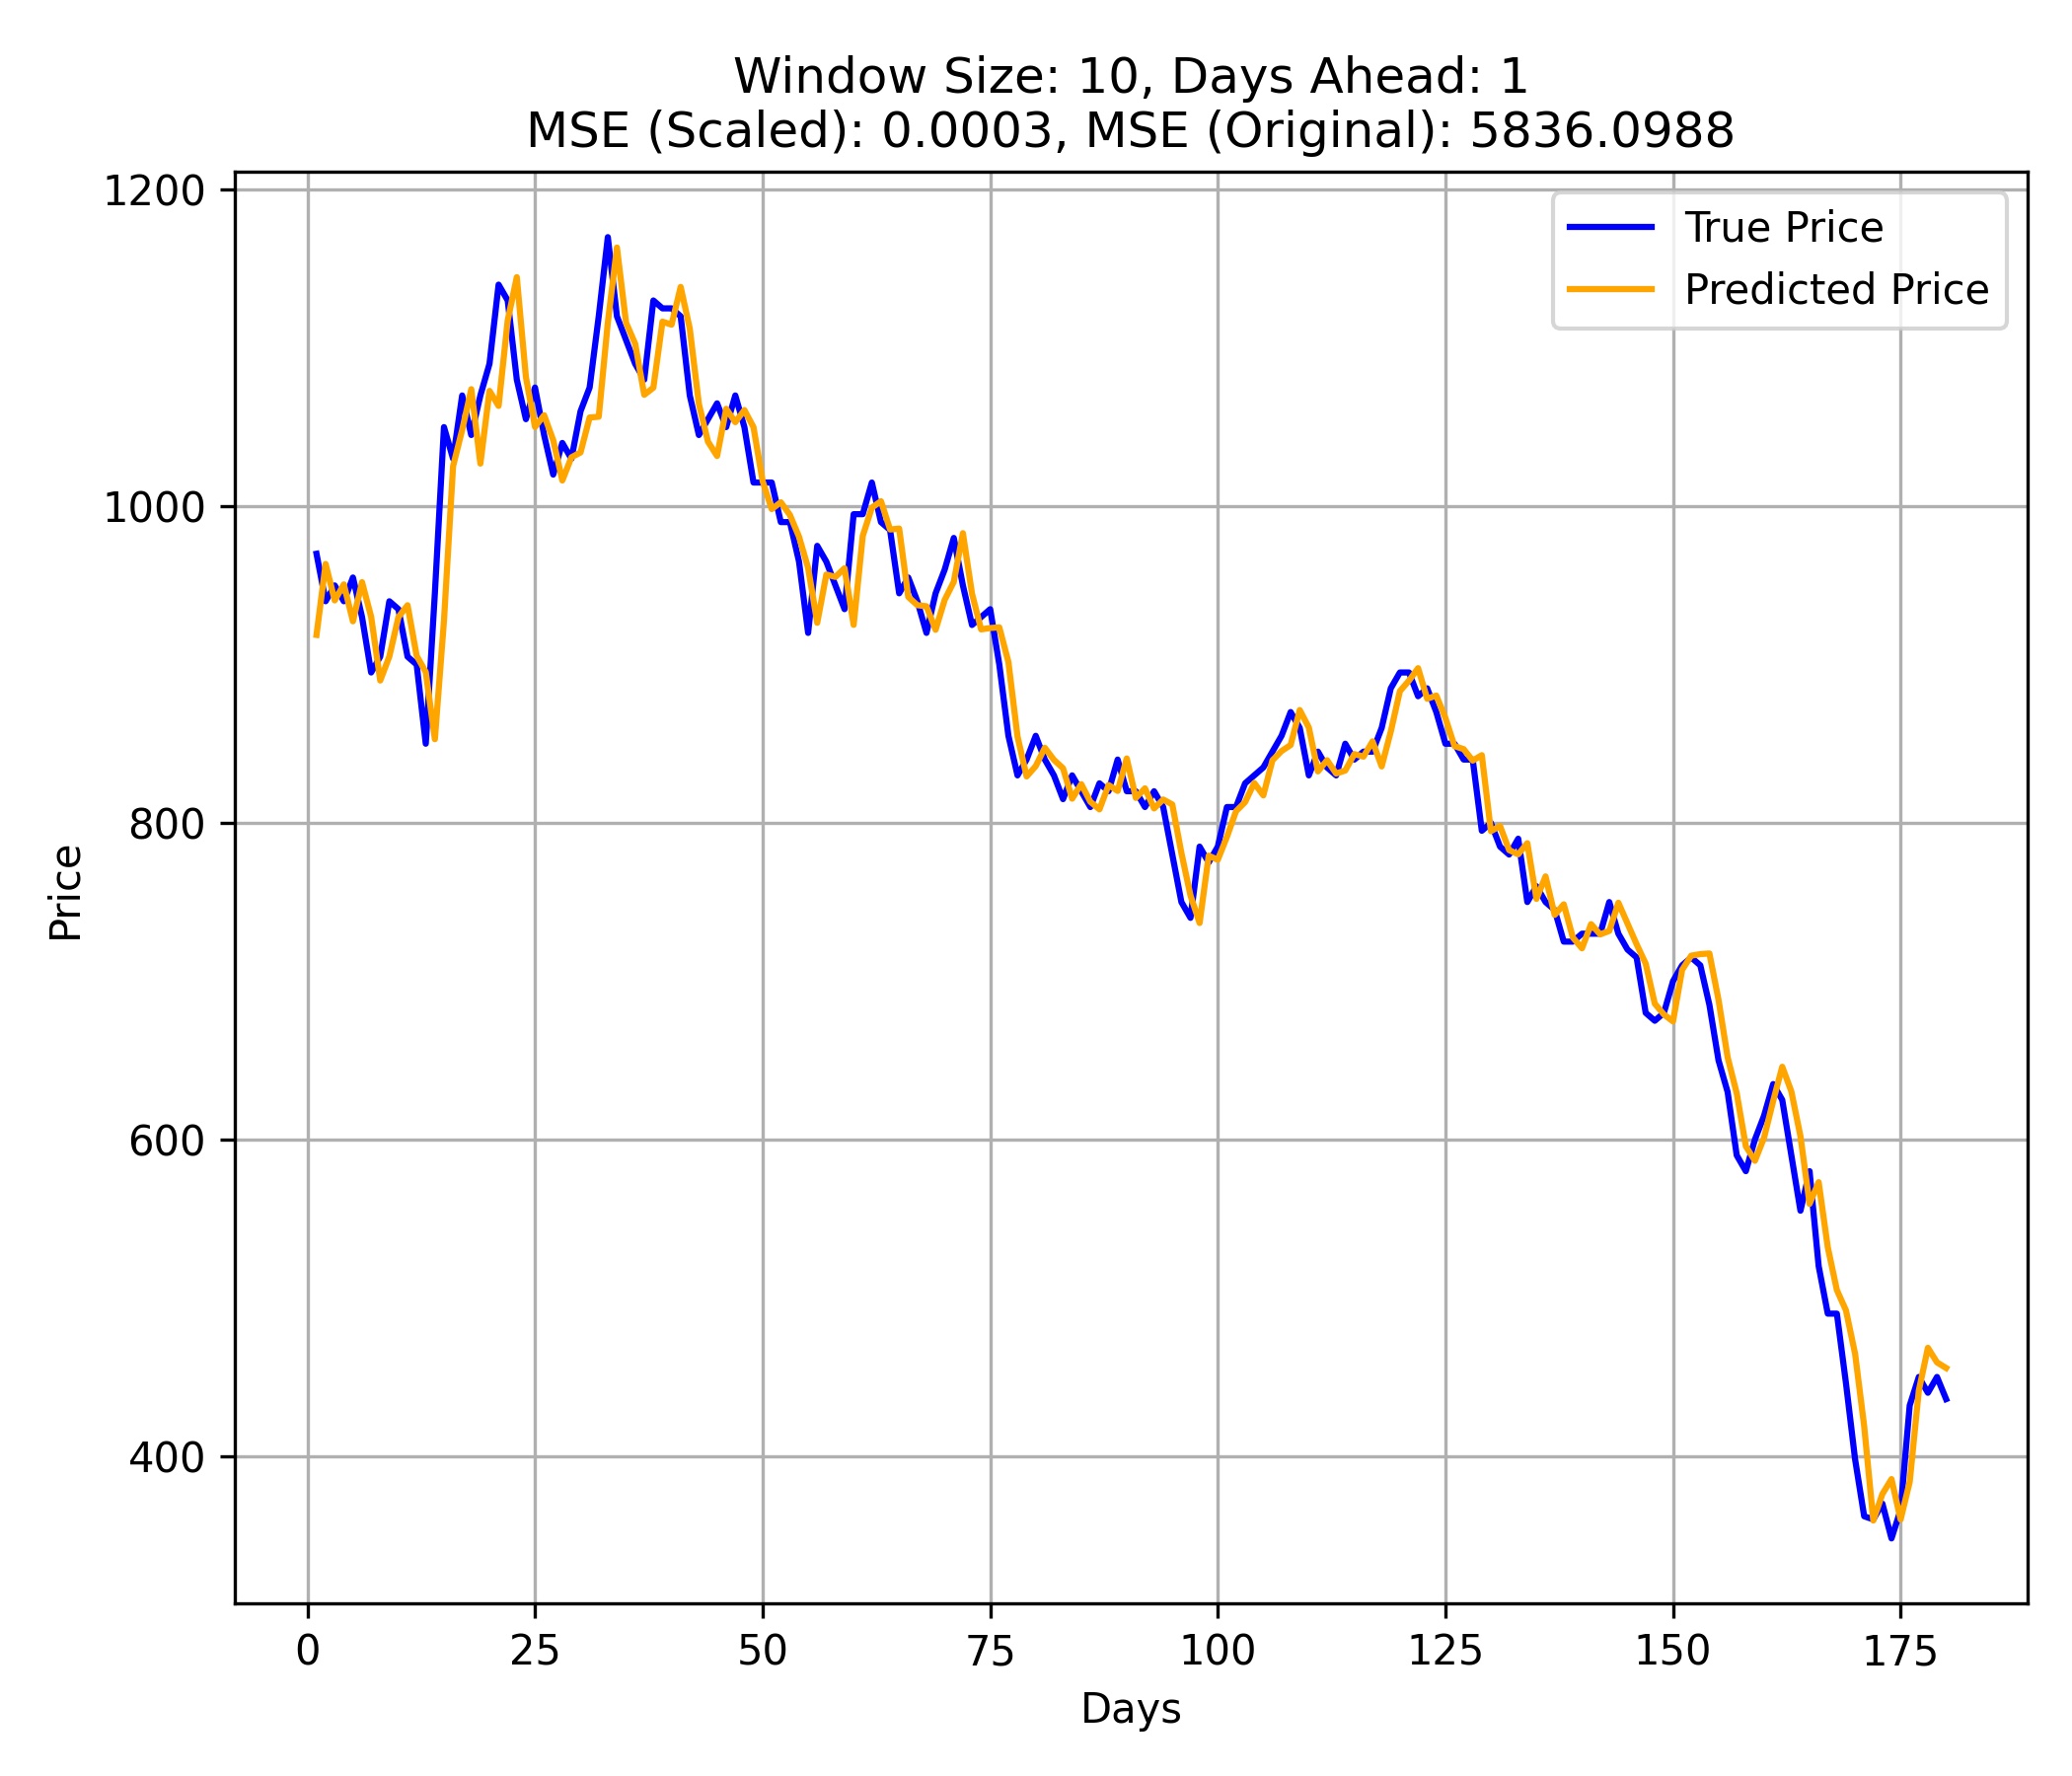 Window Size: 10, Days Ahead: 1
MSE (Scaled): 0.0003, MSE (Original): 5836.0988
1200
1000
800
600
400
Price
True Price
Predicted Price
0 25 50 75 100 125 150 175
Days